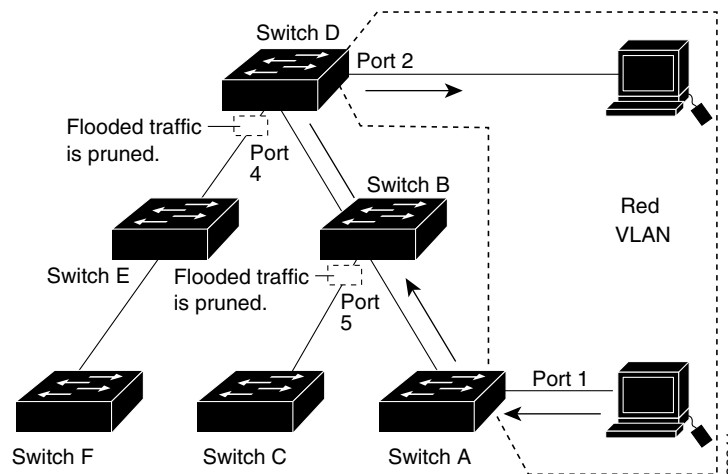 Switch D
Port 2
Flooded traffic
is pruned.
Port
4
Switch B
Red
VLAN
Switch E
Flooded traffic
is pruned.
Port
5
Port 1
Switch F
Switch C
Switch A